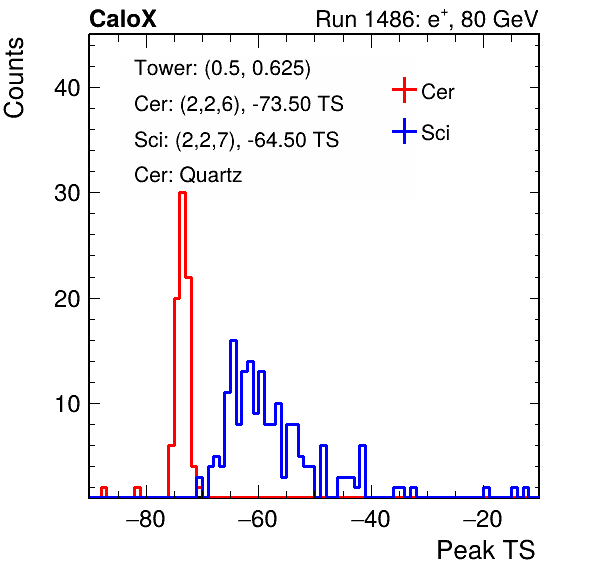 CaloX Run 1486: e⁺, 80 GeV
Counts
Tower: (0.5, 0.625)
Cer: (2,2,6), -73.50 TS
Sci: (2,2,7), -64.50 TS
Cer: Quartz
Cer
Sci
40
30
20
10
−80 −60 −40 −20
Peak TS